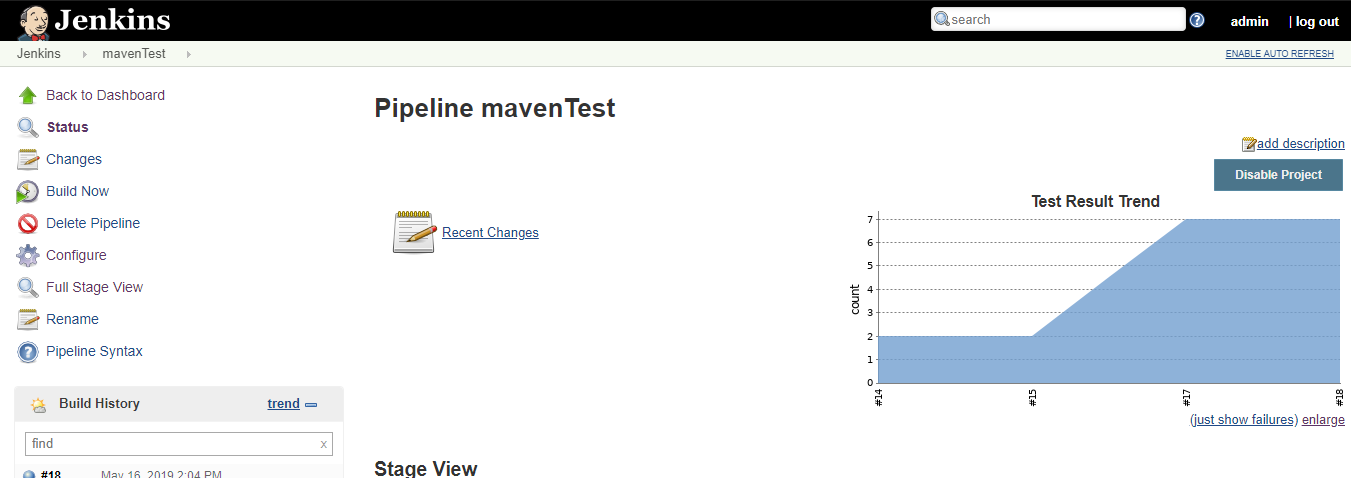 Jenkins
search
admin
| log out
Jenkins
mavenTest
ENABLE AUTO REFRESH
Back to Dashboard
Status
Changes
Build Now
Delete Pipeline
Configure
Full Stage View
Rename
Pipeline Syntax
Build History
trend
find
x
#18
May 16, 2019 2:04 PM
Pipeline mavenTest
add description
Disable Project
Recent Changes
Test Result Trend
count
7
6
5
4
3
2
1
0
#14
#15
#17
#18
(just show failures) enlarge
Stage View